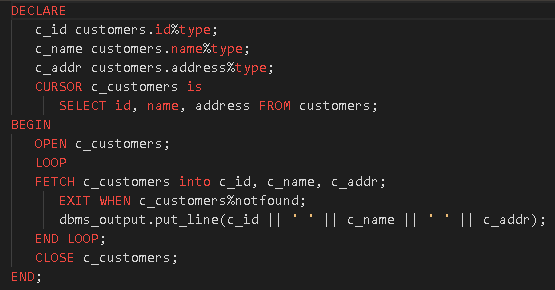 DECLARE
c_id customers.id%type;
c_name customers.name%type;
c_addr customers.address%type;
CURSOR c_customers is
SELECT id, name, address FROM customers;
BEGIN
OPEN c_customers;
LOOP
FETCH c_customers into c_id, c_name, c_addr;
EXIT WHEN c_customers%notfound;
dbms_output.put_line(c_id || ' ' || c_name || ' ' || c_addr);
END LOOP;
CLOSE c_customers;
END;